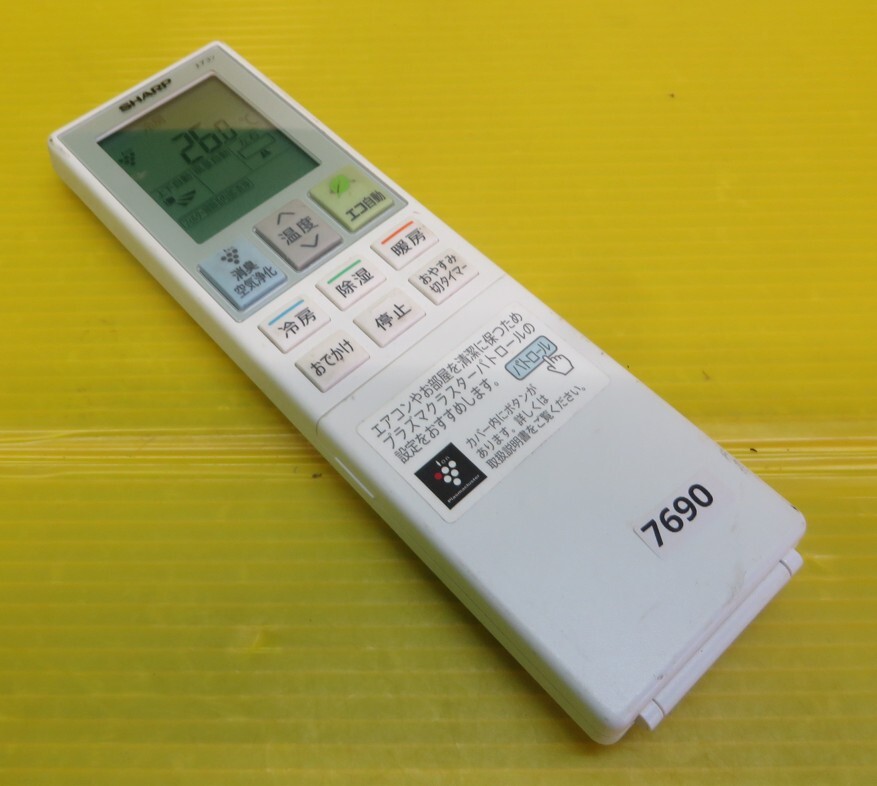 SHARP
26.0℃
エコ自動
温度
消臭
空気浄化
冷房
除湿
暖房
おでかけ
停止
おやすみ
切タイマー
エアコンやお部屋を清潔に保つため
プラズマクラスターパトロールの
設定をおすすめします。
パトロール
カバー内にボタンが
あります。詳しくは
取扱説明書をご覧ください。
ion
Plasmacluster
7690